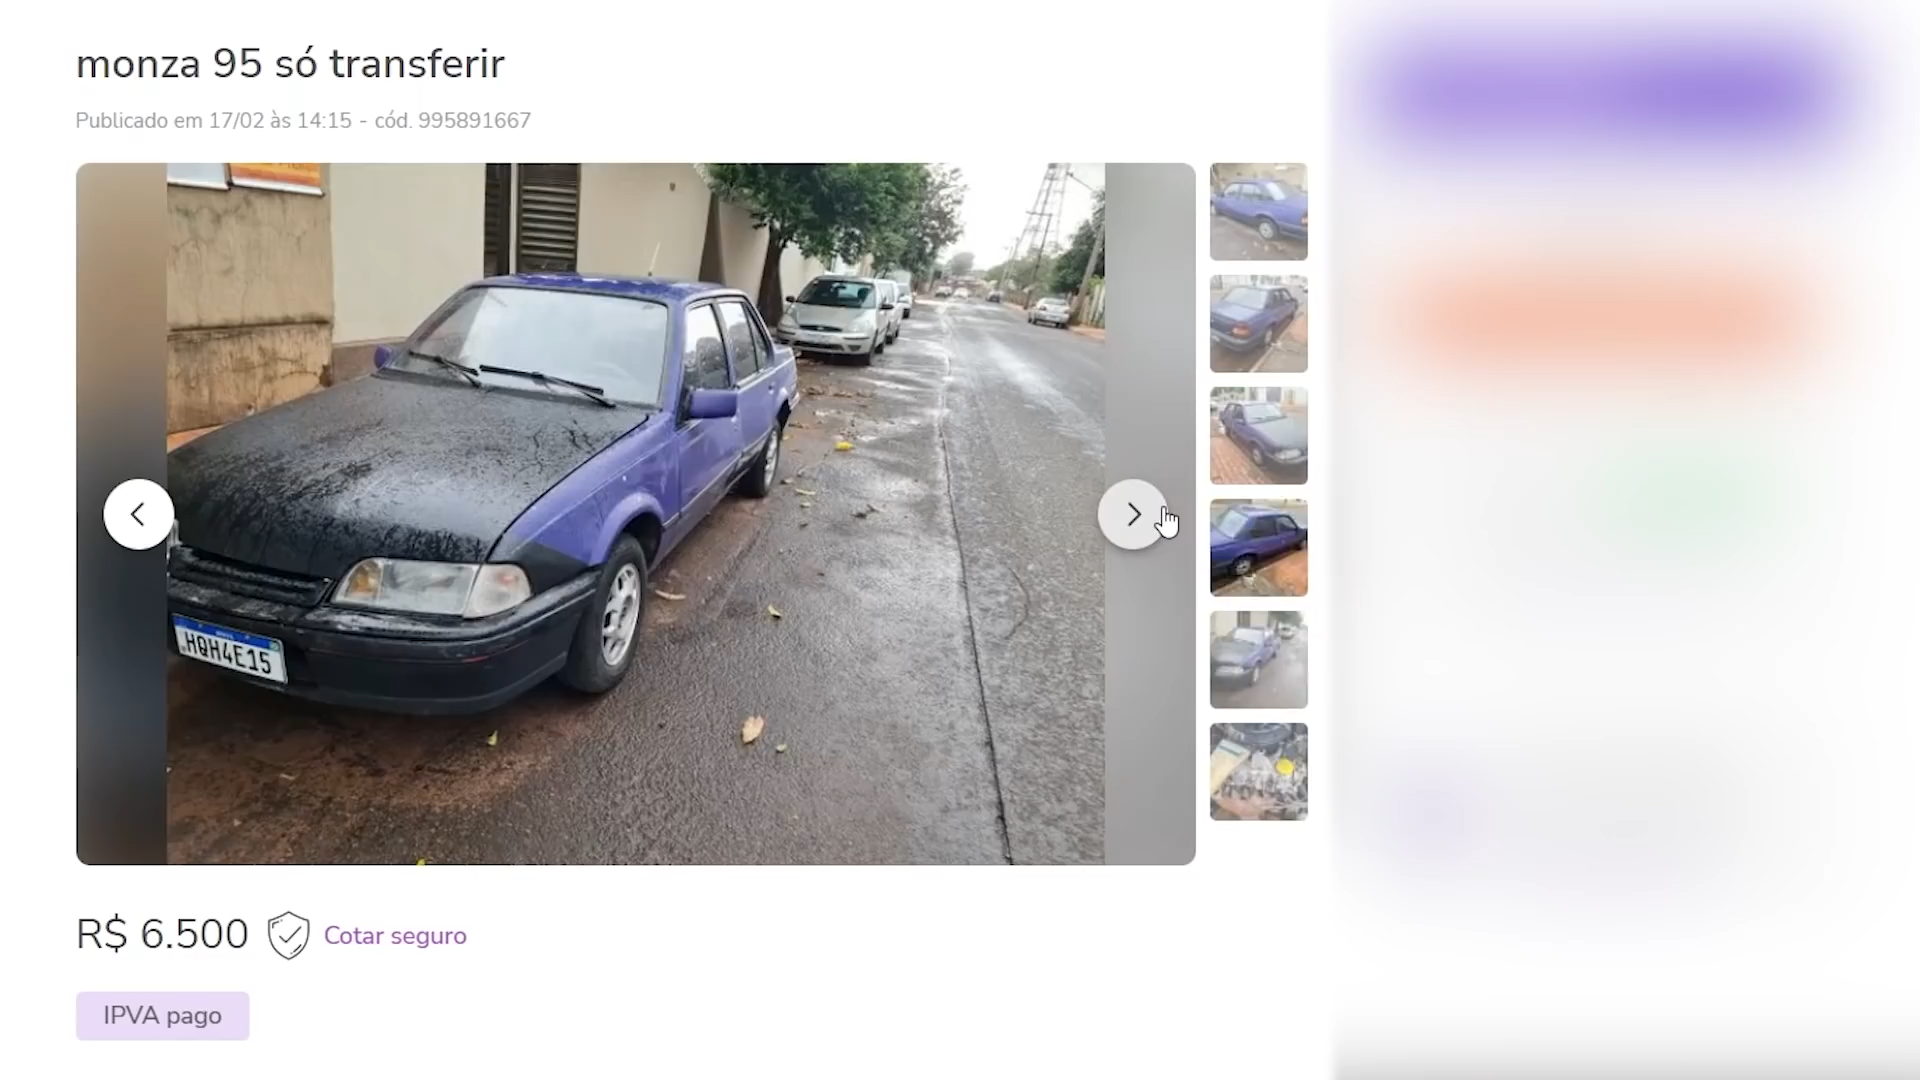 monza 95 só transferir
Publicado em 17/02 às 14:15 - cód. 995891667
HQH4E15
R$ 6.500
Cotar seguro
IPVA pago